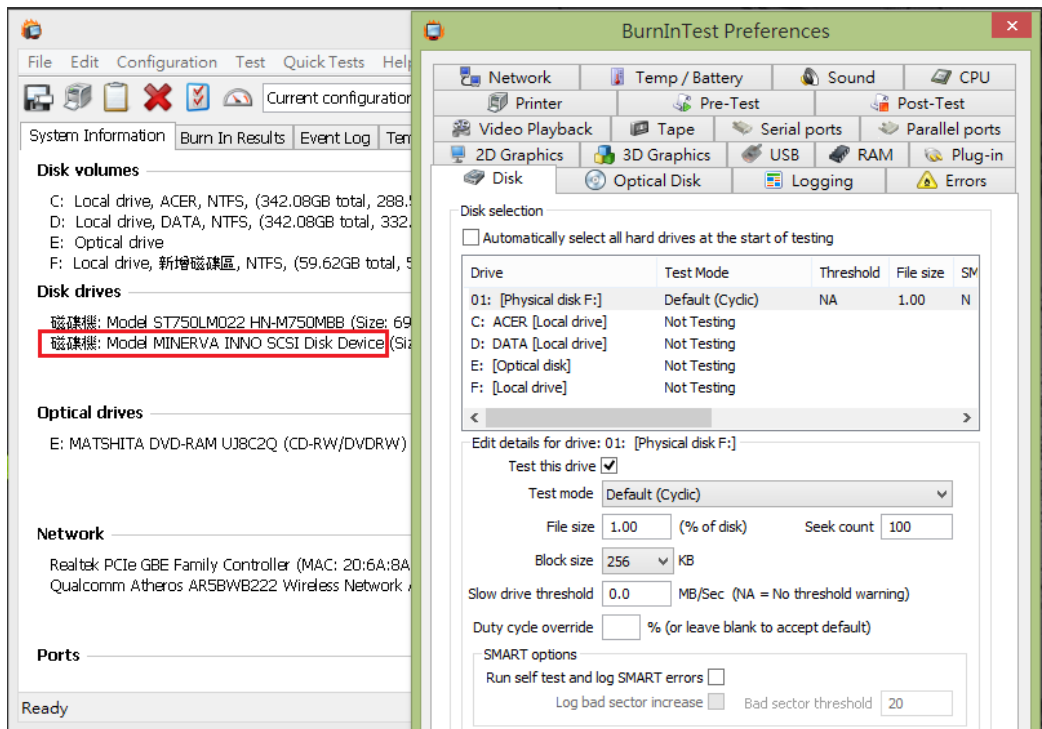 File Edit Configuration Test Quick Tests Help
Current configuration
System Information Burn In Results Event Log Tem
Disk volumes
C: Local drive, ACER, NTFS, (342.08GB total, 288.
D: Local drive, DATA, NTFS, (342.08GB total, 332.
E: Optical drive
F: Local drive, 新增磁碟區, NTFS, (59.62GB total, 5
Disk drives
磁碟機: Model ST750LM022 HN-M750MBB (Size: 69
磁碟機: Model MINERVA INNO SCSI Disk Device (Siz
Optical drives
E: MATSHITA DVD-RAM UJ8C2Q (CD-RW/DVDRW)
Network
Realtek PCIe GBE Family Controller (MAC: 20:6A:8A
Qualcomm Atheros AR5BWB222 Wireless Network
Ports
Ready
BurnInTest Preferences
Network Temp / Battery Sound CPU
Printer Pre-Test Post-Test
Video Playback Tape Serial ports Parallel ports
2D Graphics 3D Graphics USB RAM Plug-in
Disk Optical Disk Logging Errors
Disk selection
Automatically select all hard drives at the start of testing
Drive Test Mode Threshold File size SM
01: [Physical disk F:] Default (Cyclic) NA 1.00 N
C: ACER [Local drive] Not Testing
D: DATA [Local drive] Not Testing
E: [Optical disk] Not Testing
F: [Local drive] Not Testing
Edit details for drive: 01: [Physical disk F:]
Test this drive
Test mode Default (Cyclic)
File size 1.00 (% of disk) Seek count 100
Block size 256 KB
Slow drive threshold 0.0 MB/Sec (NA = No threshold warning)
Duty cycle override % (or leave blank to accept default)
SMART options
Run self test and log SMART errors
Log bad sector increase Bad sector threshold 20